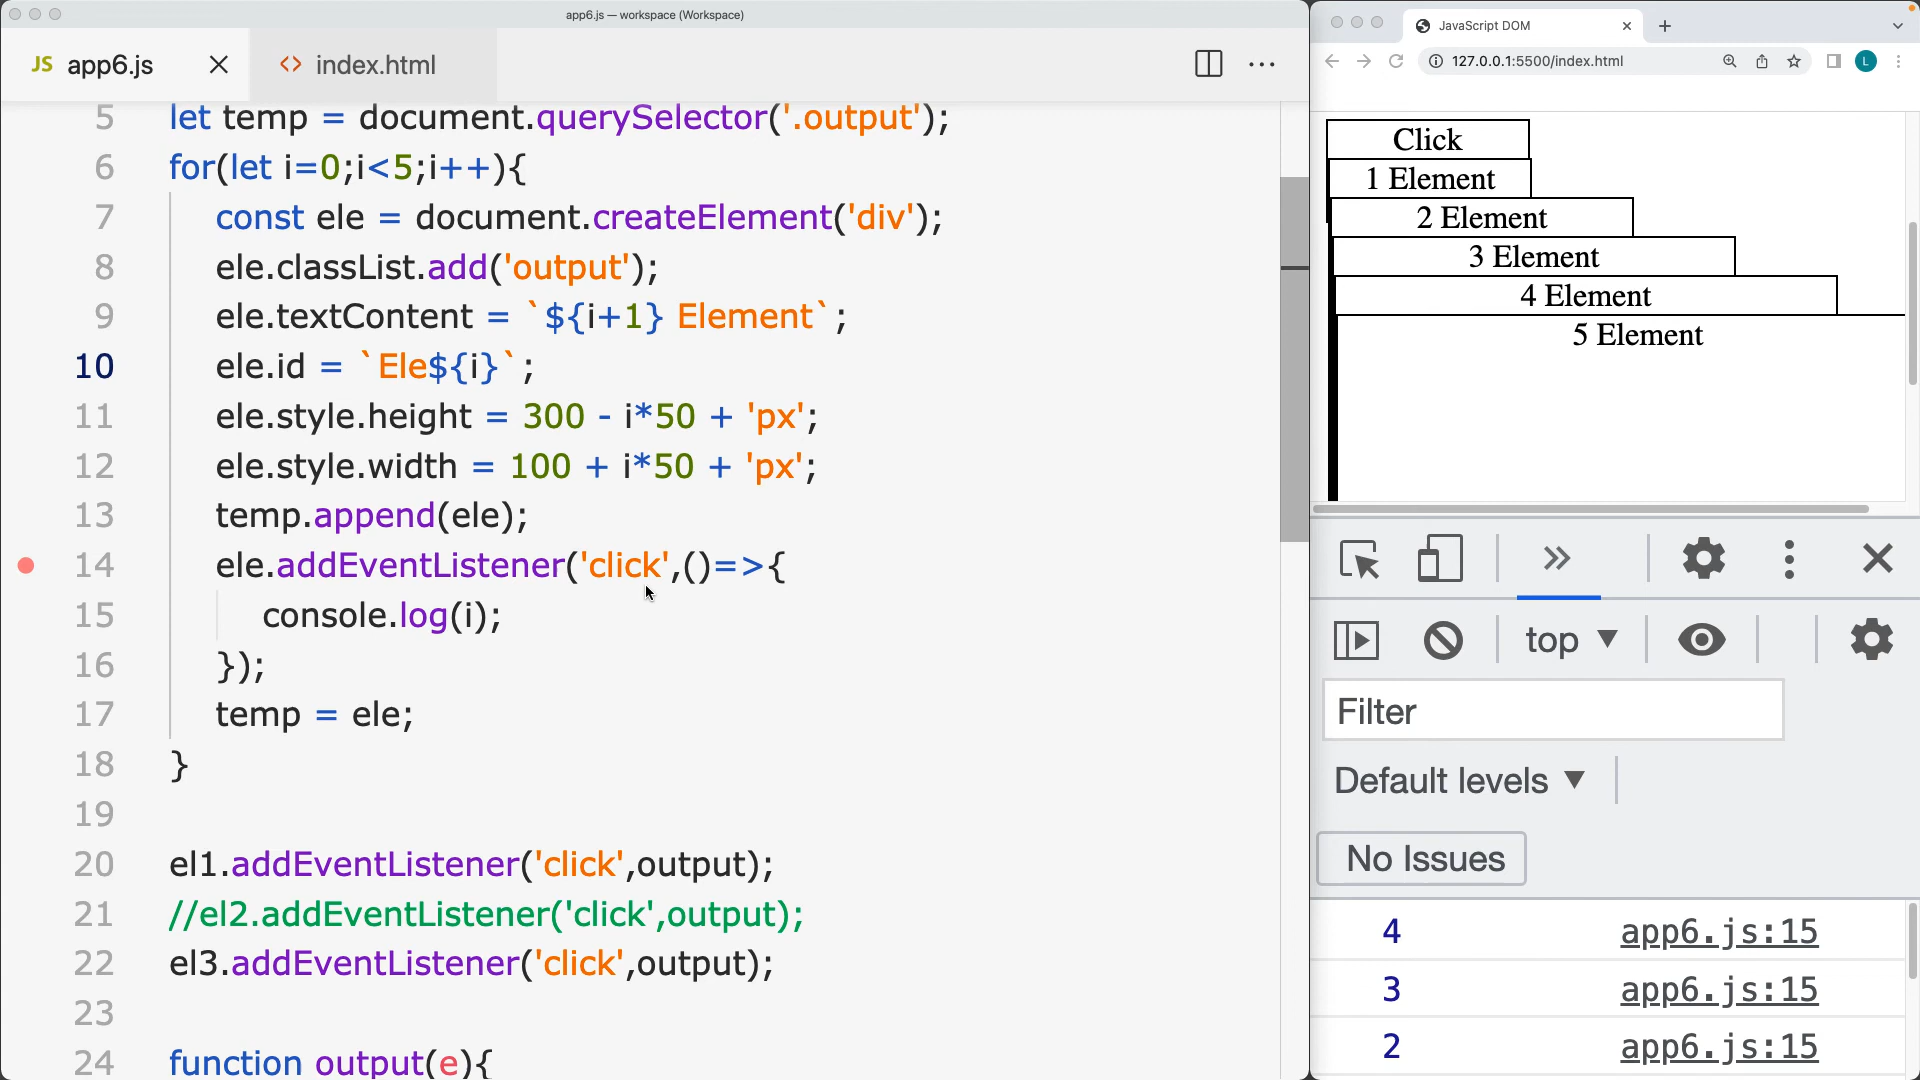 app6.js — workspace (Workspace)
JS app6.js
<> index.html
5 let temp = document.querySelector('.output');
6 for(let i=0;i<5;i++){
7 const ele = document.createElement('div');
8 ele.classList.add('output');
9 ele.textContent = `${i+1} Element`;
10 ele.id = `Ele${i}`;
11 ele.style.height = 300 - i*50 + 'px';
12 ele.style.width = 100 + i*50 + 'px';
13 temp.append(ele);
14 ele.addEventListener('click',()=>{
15 console.log(i);
16 });
17 temp = ele;
18 }
19
20 el1.addEventListener('click',output);
21 //el2.addEventListener('click',output);
22 el3.addEventListener('click',output);
23
24 function output(e){
JavaScript DOM
127.0.0.1:5500/index.html
L
Click
1 Element
2 Element
3 Element
4 Element
5 Element
top
Filter
Default levels
No Issues
4 app6.js:15
3 app6.js:15
2 app6.js:15